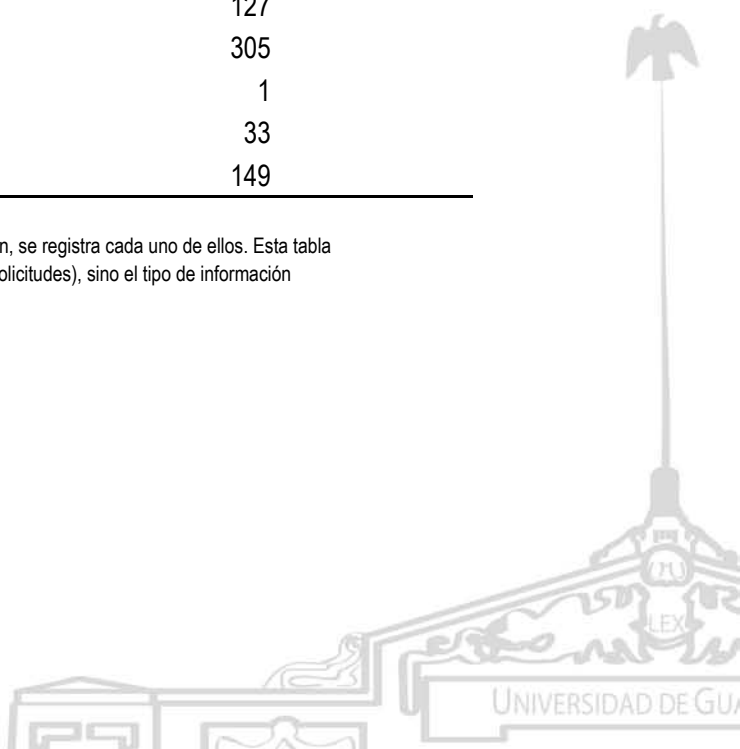 127
305
1
33
149
n, se registra cada uno de ellos. Esta tabla
olicitudes), sino el tipo de información
LEX
UNIVERSIDAD DE GUA